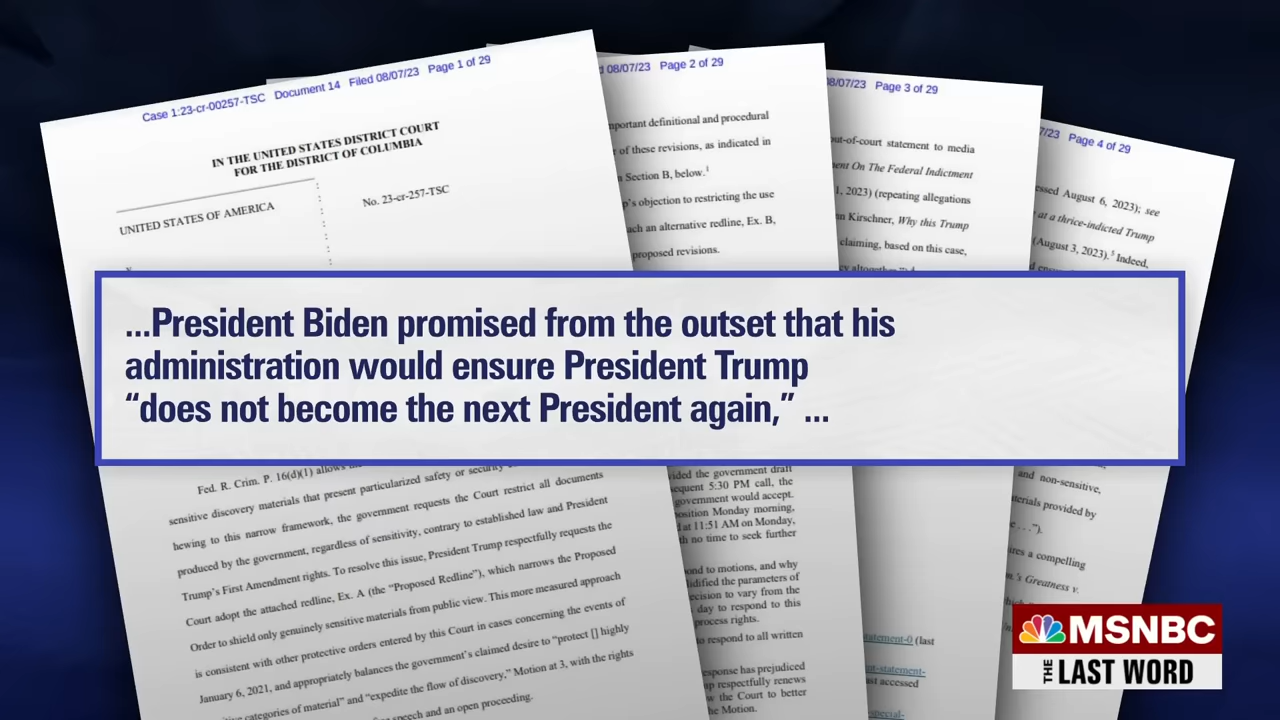 Case 1:23-cr-00257-TSC Document 14 Filed 08/07/23 Page 1 of 29
IN THE UNITED STATES DISTRICT COURT
FOR THE DISTRICT OF COLUMBIA
UNITED STATES OF AMERICA
No. 23-cr-257-TSC
v.
08/07/23 Page 2 of 29
important definitional and procedural
of these revisions, as indicated in
Section B, below.1
objection to restricting the use
an alternative redline, Ex. B,
proposed revisions.
Page 3 of 29
out-of-court statement to media
On The Federal Indictment
2023) (repeating allegations
Kirschner, Why this Trump
claiming, based on this case,
Page 4 of 29
August 6, 2023); see
at a thrice-indicted Trump
(August 3, 2023).5 Indeed,
...President Biden promised from the outset that his
administration would ensure President Trump
“does not become the next President again,” ...
Fed. R. Crim. P. 16(d)(1) allows
sensitive discovery materials that present particularized safety or security
hewing to this narrow framework, the government requests the Court restrict all documents
produced by the government, regardless of sensitivity, contrary to established law and President
Trump's First Amendment rights. To resolve this issue, President Trump respectfully requests the
Court adopt the attached redline, Ex. A (the “Proposed Redline”), which narrows the Proposed
Order to shield only genuinely sensitive materials from public view. This more measured approach
is consistent with other protective orders entered by this Court in cases concerning the events of
January 6, 2021, and appropriately balances the government's claimed desire to “protect [] highly
categories of material” and “expedite the flow of discovery,” Motion at 3, with the rights
speech and an open proceeding.
the government draft
5:30 PM call, the
government would accept.
Monday morning,
at 11:51 AM on Monday,
no time to seek further
to motions, and why
the parameters of
to vary from the
day to respond to this
process rights.
to respond to all written
has prejudiced
respectfully renews
the Court to better
the Motion.
(last
accessed
and non-sensitive,
provided by
. . .”).
a compelling
Greatness v.
MSNBC
THE LAST WORD